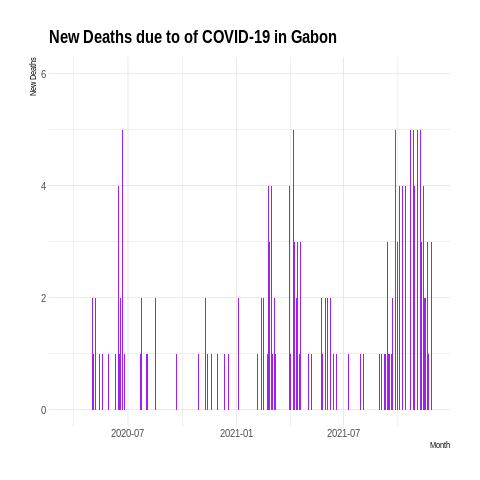 New Deaths due to of COVID-19 in Gabon
New Deaths
6
4
2
0
2020-07
2021-01
2021-07
Month